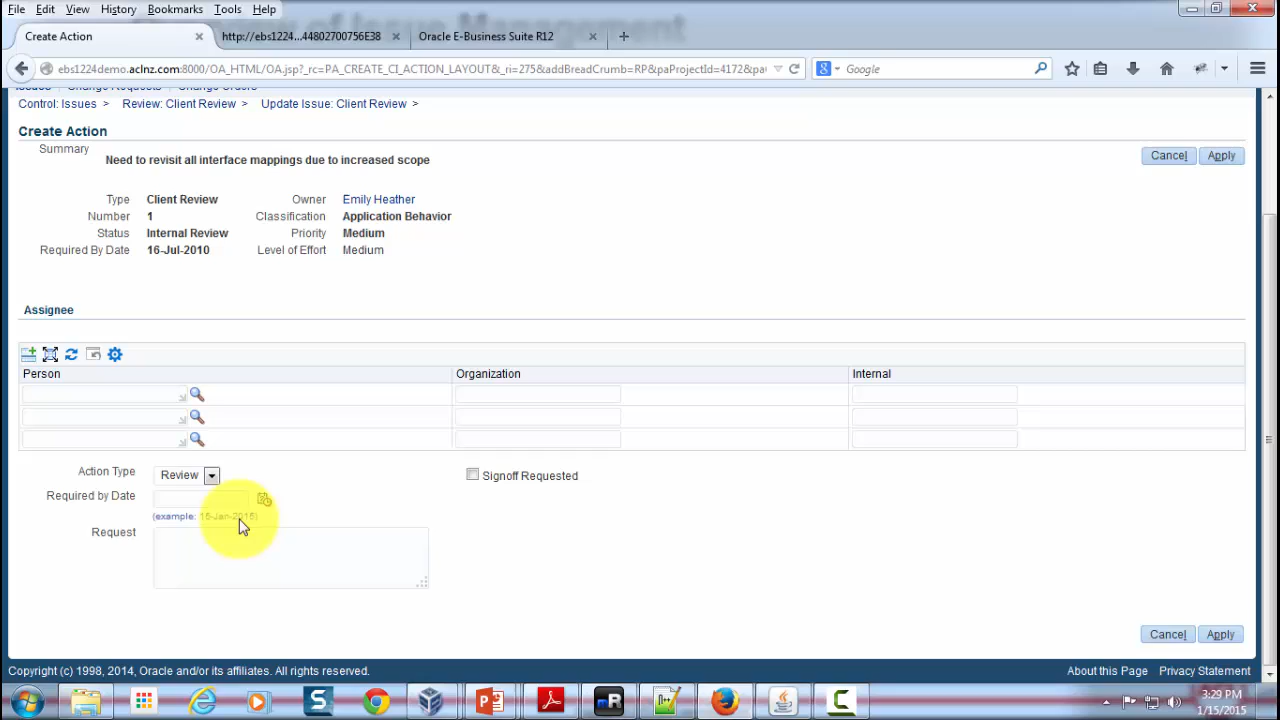 File Edit View History Bookmarks Tools Help
Create Action
http://ebs1224...44802700756E38
Oracle E-Business Suite R12
ebs1224demo.aclnz.com:8000/OA_HTML/OA.jsp?_rc=PA_CREATE_CI_ACTION_LAYOUT&_ri=275&addBreadCrumb=RP&paProjectId=4172&pa
Google
Issues Change Requests Change Orders
Control: Issues > Review: Client Review > Update Issue: Client Review >
Create Action
Summary
Need to revisit all interface mappings due to increased scope
Cancel Apply
Type Client Review Owner Emily Heather
Number 1 Classification Application Behavior
Status Internal Review Priority Medium
Required By Date 16-Jul-2010 Level of Effort Medium
Assignee
Person Organization Internal
Action Type Review Signoff Requested
Required by Date
(example: 15-Jan-2015)
Request
Cancel Apply
Copyright (c) 1998, 2014, Oracle and/or its affiliates. All rights reserved. About this Page Privacy Statement
3:29 PM
1/15/2015